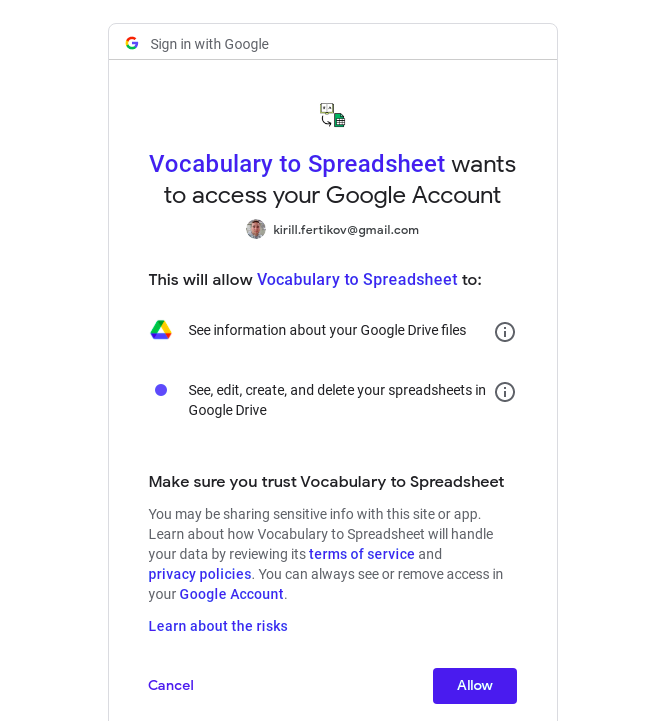 Sign in with Google
Vocabulary to Spreadsheet wants
to access your Google Account
kirill.fertikov@gmail.com
This will allow Vocabulary to Spreadsheet to:
See information about your Google Drive files
See, edit, create, and delete your spreadsheets in
Google Drive
Make sure you trust Vocabulary to Spreadsheet
You may be sharing sensitive info with this site or app.
Learn about how Vocabulary to Spreadsheet will handle
your data by reviewing its terms of service and
privacy policies. You can always see or remove access in
your Google Account.
Learn about the risks
Cancel
Allow